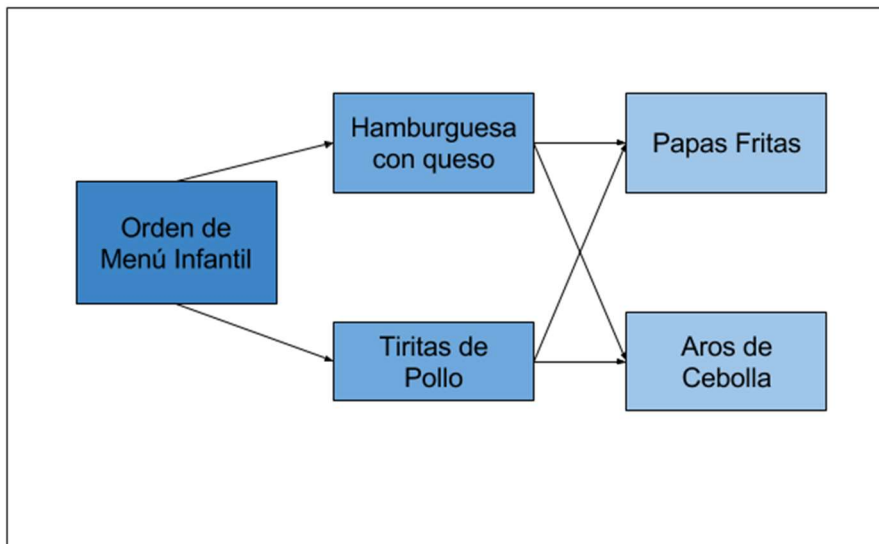 Orden de
Menú Infantil
Hamburguesa
con queso
Tiritas de
Pollo
Papas Fritas
Aros de
Cebolla